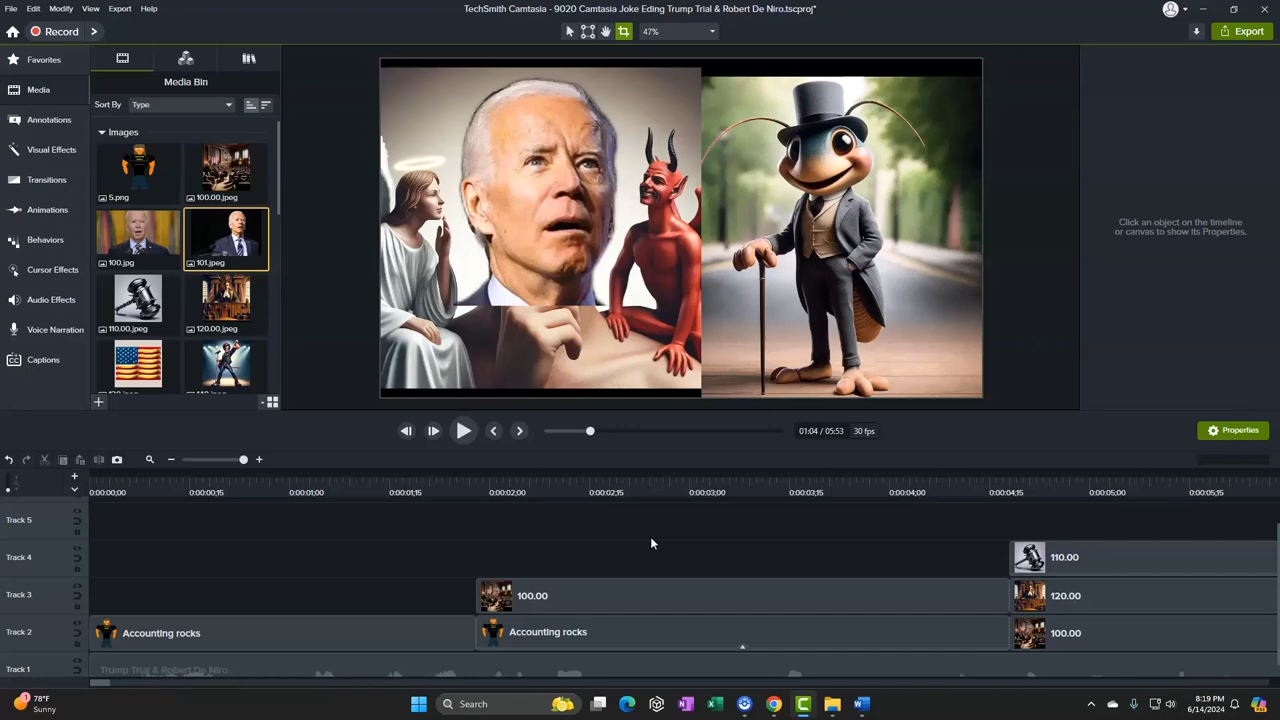 File Edit Modify View Export Help TechSmith Camtasia - 9020 Camtasia Joke Eding Trump Trial & Robert De Niro.tscproj*
Record 47% Export
Favorites
Media
Annotations
Visual Effects
Transitions
Animations
Behaviors
Cursor Effects
Audio Effects
Voice Narration
CC Captions
Media Bin
Sort By Type
Images
5.png 100.00.jpeg
100.jpg 101.jpeg
110.00.jpeg 120.00.jpeg
Click an object on the timeline
or canvas to show its Properties.
01:04 / 05:53 30 fps
Properties
0:00:00;00 0:00:00;15 0:00:01;00 0:00:01;15 0:00:02;00 0:00:02;15 0:00:03;00 0:00:03;15 0:00:04;00 0:00:04;15 0:00:05;00 0:00:05;15
Track 5
Track 4 110.00
Track 3 100.00 120.00
Track 2 Accounting rocks Accounting rocks 100.00
Track 1 Trump Trial & Robert De Niro
78°F
Sunny
Search
8:19 PM
6/14/2024